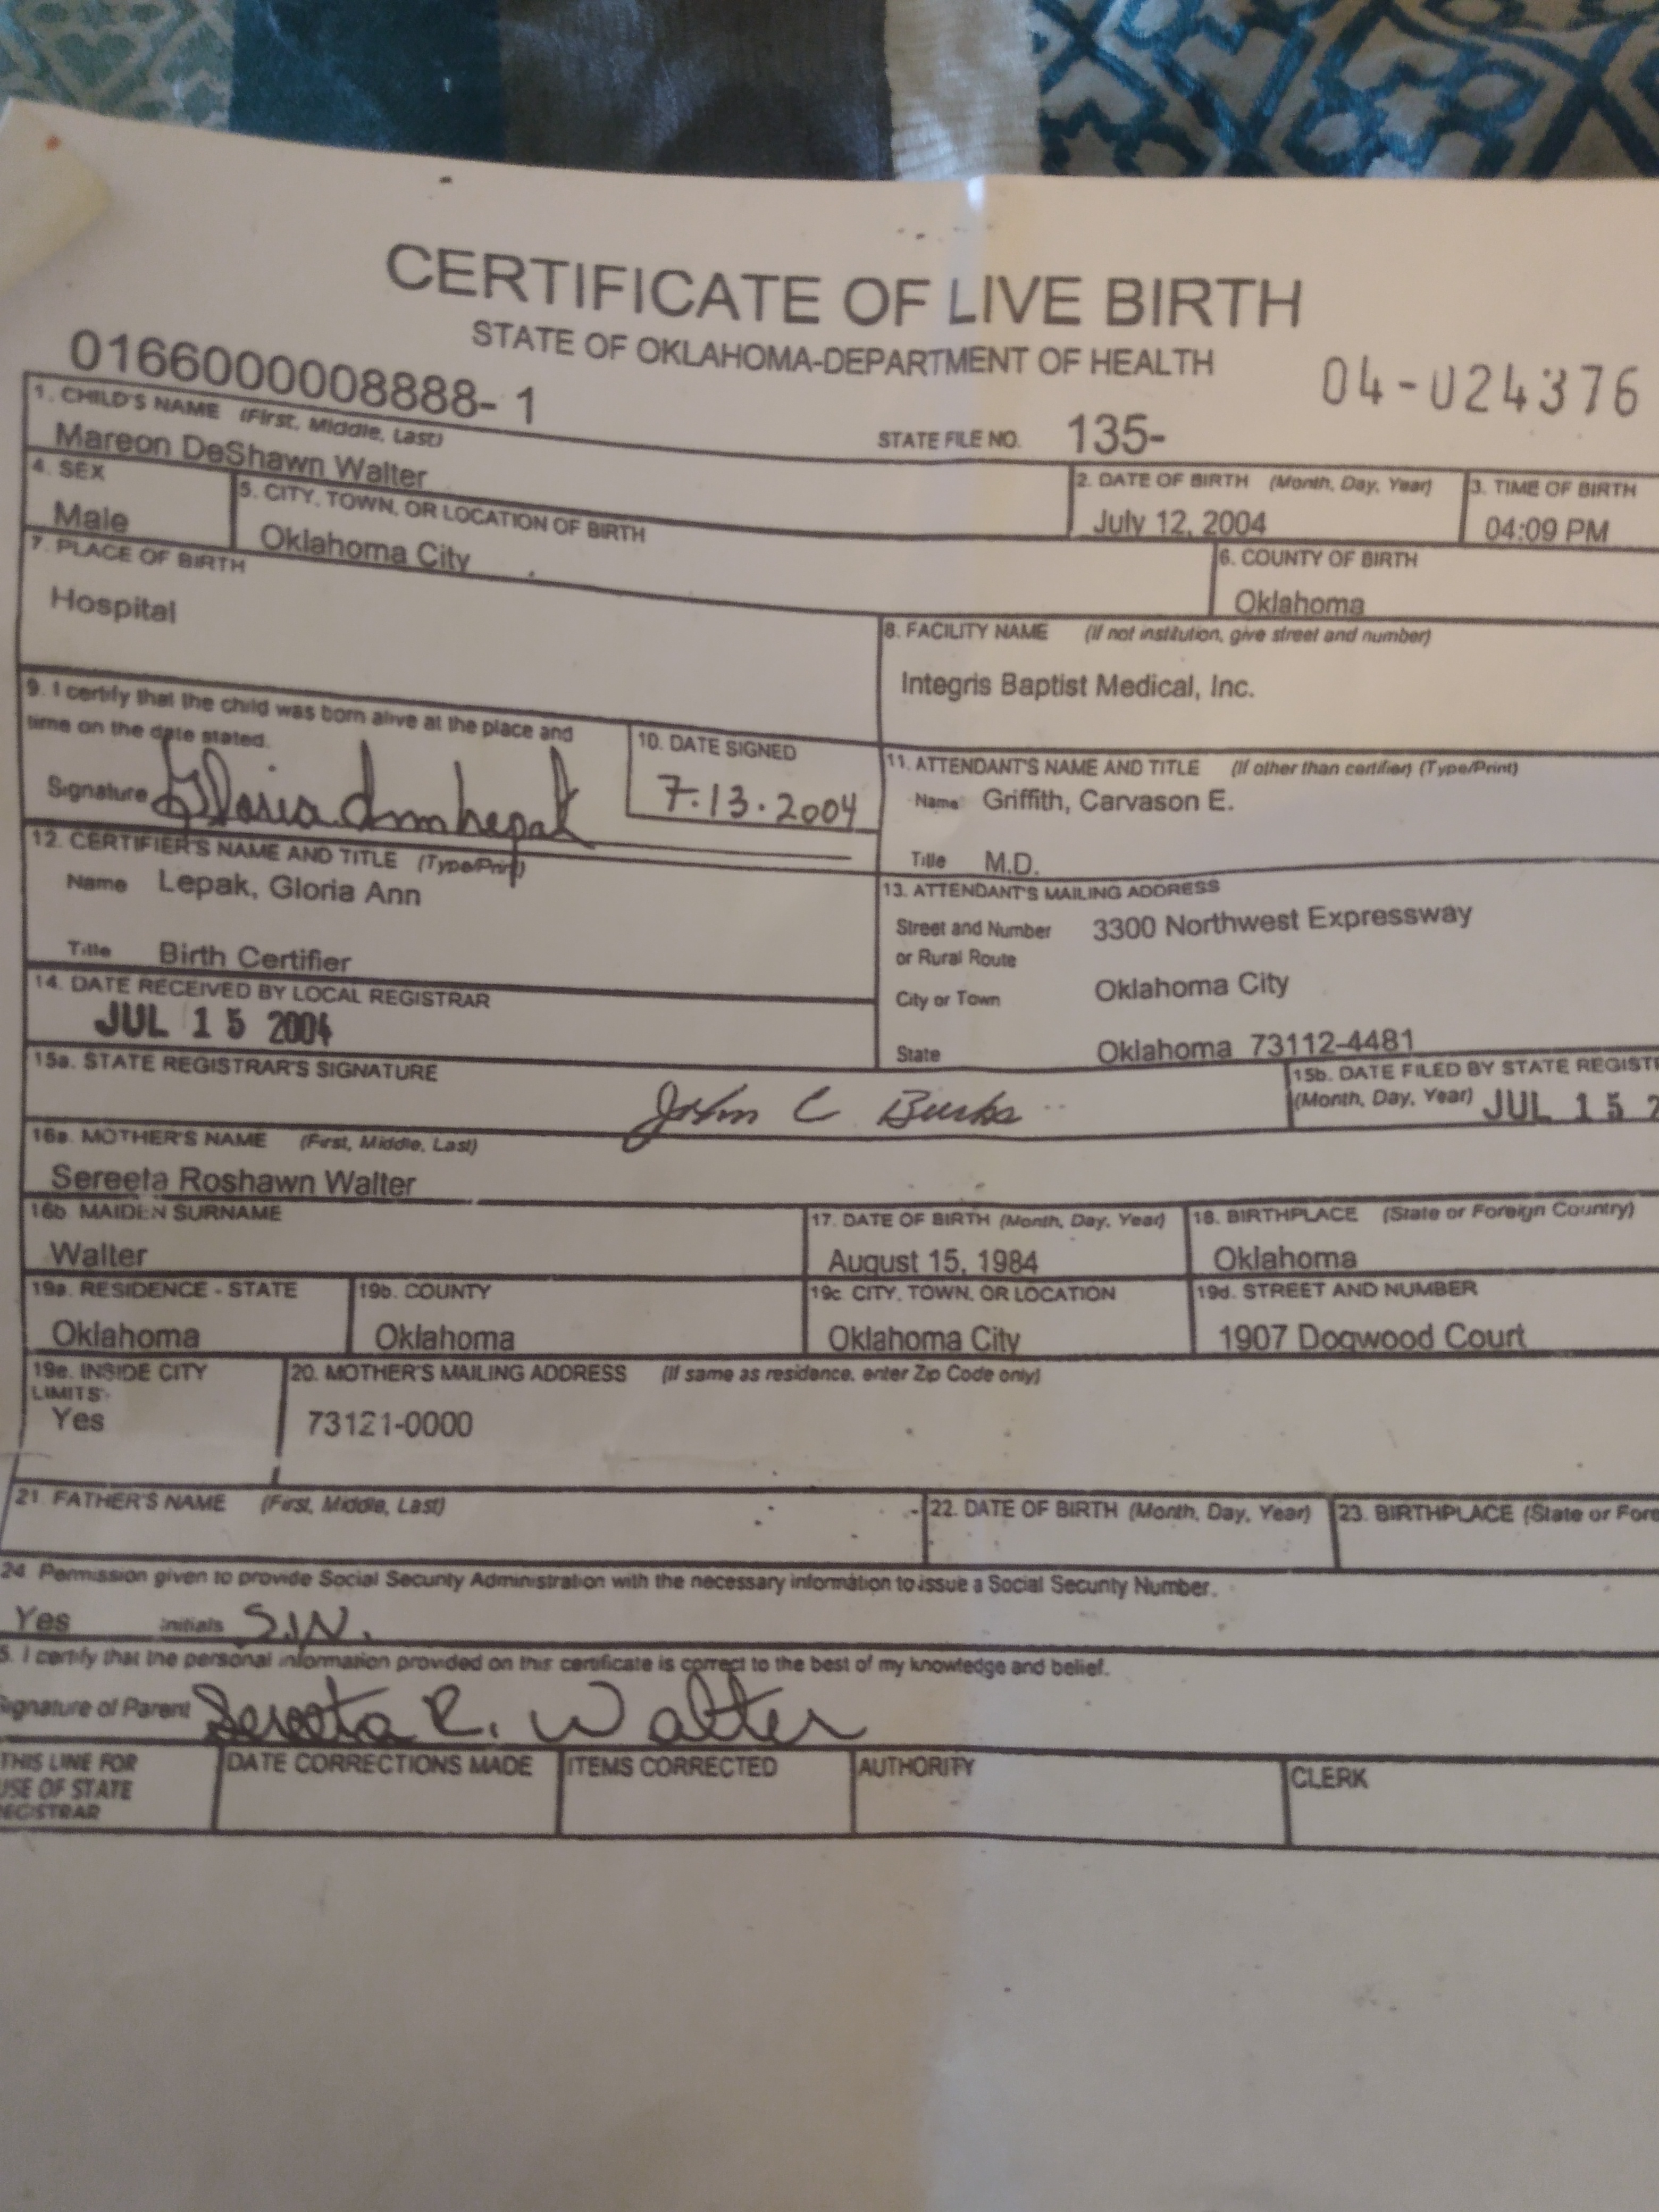 CERTIFICATE OF LIVE BIRTH
STATE OF OKLAHOMA-DEPARTMENT OF HEALTH
0166000008888-1
04-024376
STATE FILE NO. 135-
1. CHILD'S NAME (First, Middle, Last)
Mareon DeShawn Walter
2. DATE OF BIRTH (Month, Day, Year)
July 12, 2004
3. TIME OF BIRTH
04:09 PM
4. SEX
Male
5. CITY, TOWN, OR LOCATION OF BIRTH
Oklahoma City
6. COUNTY OF BIRTH
Oklahoma
7. PLACE OF BIRTH
Hospital
8. FACILITY NAME (If not institution, give street and number)
Integris Baptist Medical, Inc.
9. I certify that the child was born alive at the place and
time on the date stated.
Signature Gloria Ann Lepak
10. DATE SIGNED
7.13.2004
11. ATTENDANT'S NAME AND TITLE (If other than certifier) (Type/Print)
Name Griffith, Carvason E.
Title M.D.
12. CERTIFIER'S NAME AND TITLE (Type/Print)
Name Lepak, Gloria Ann
Title Birth Certifier
13. ATTENDANT'S MAILING ADDRESS
Street and Number 3300 Northwest Expressway
or Rural Route
City or Town Oklahoma City
State Oklahoma 73112-4481
14. DATE RECEIVED BY LOCAL REGISTRAR
JUL 15 2004
15a. STATE REGISTRAR'S SIGNATURE
John C Burks
15b. DATE FILED BY STATE REGISTR
(Month, Day, Year) JUL 15 2
16a. MOTHER'S NAME (First, Middle, Last)
Sereeta Roshawn Walter
16b MAIDEN SURNAME
Walter
17. DATE OF BIRTH (Month, Day, Year)
August 15, 1984
18. BIRTHPLACE (State or Foreign Country)
Oklahoma
19a. RESIDENCE - STATE
Oklahoma
19b. COUNTY
Oklahoma
19c. CITY, TOWN, OR LOCATION
Oklahoma City
19d. STREET AND NUMBER
1907 Dogwood Court
19e. INSIDE CITY
LIMITS
Yes
20. MOTHER'S MAILING ADDRESS (If same as residence, enter Zip Code only)
73121-0000
21. FATHER'S NAME (First, Middle, Last)
22. DATE OF BIRTH (Month, Day, Year)
23. BIRTHPLACE (State or Fore
24. Permission given to provide Social Security Administration with the necessary information to issue a Social Security Number.
Yes Initials S.W.
5. I certify that the personal information provided on this certificate is correct to the best of my knowledge and belief.
Signature of Parent Sereeta R. Walter
THIS LINE FOR
USE OF STATE
REGISTRAR
DATE CORRECTIONS MADE
ITEMS CORRECTED
AUTHORITY
CLERK